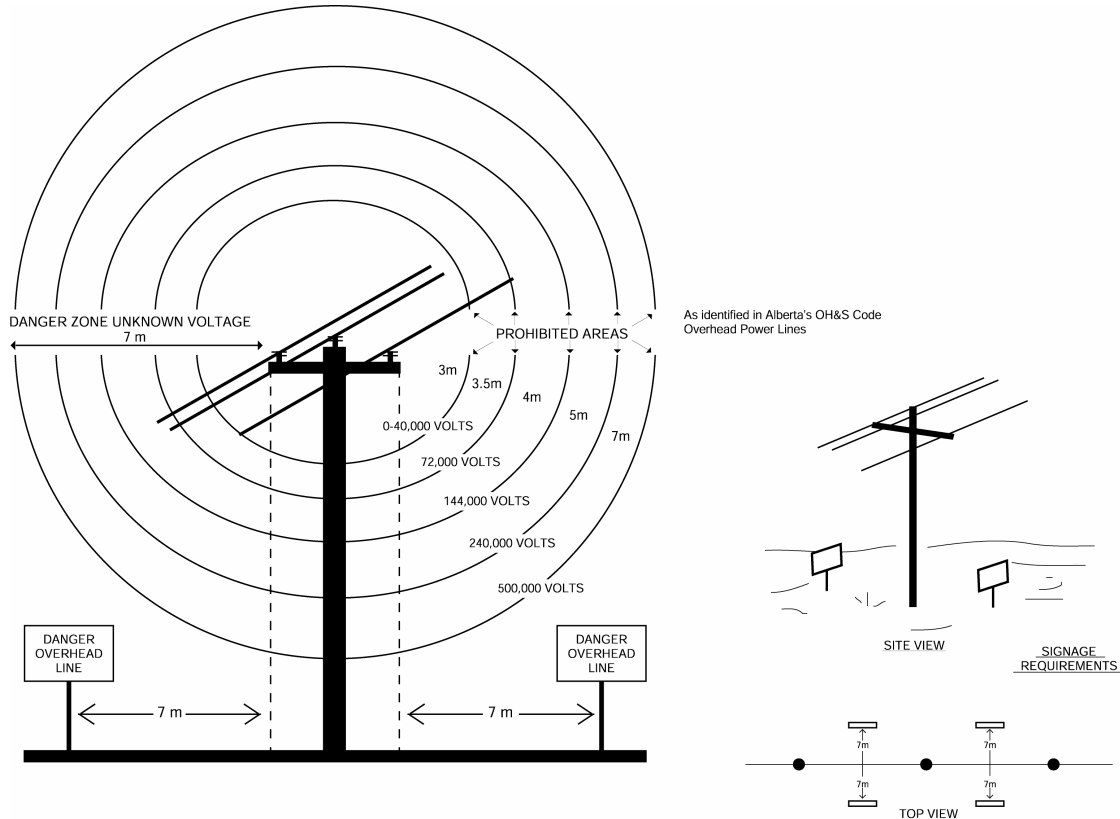 DANGER ZONE UNKNOWN VOLTAGE
7 m
PROHIBITED AREAS
As identified in Alberta's OH&S Code
Overhead Power Lines
3m
3.5m
4m
5m
7m
0-40,000 VOLTS
72,000 VOLTS
144,000 VOLTS
240,000 VOLTS
500,000 VOLTS
DANGER
OVERHEAD
LINE
DANGER
OVERHEAD
LINE
7 m
7 m
SITE VIEW
SIGNAGE
REQUIREMENTS
7m
7m
7m
7m
TOP VIEW